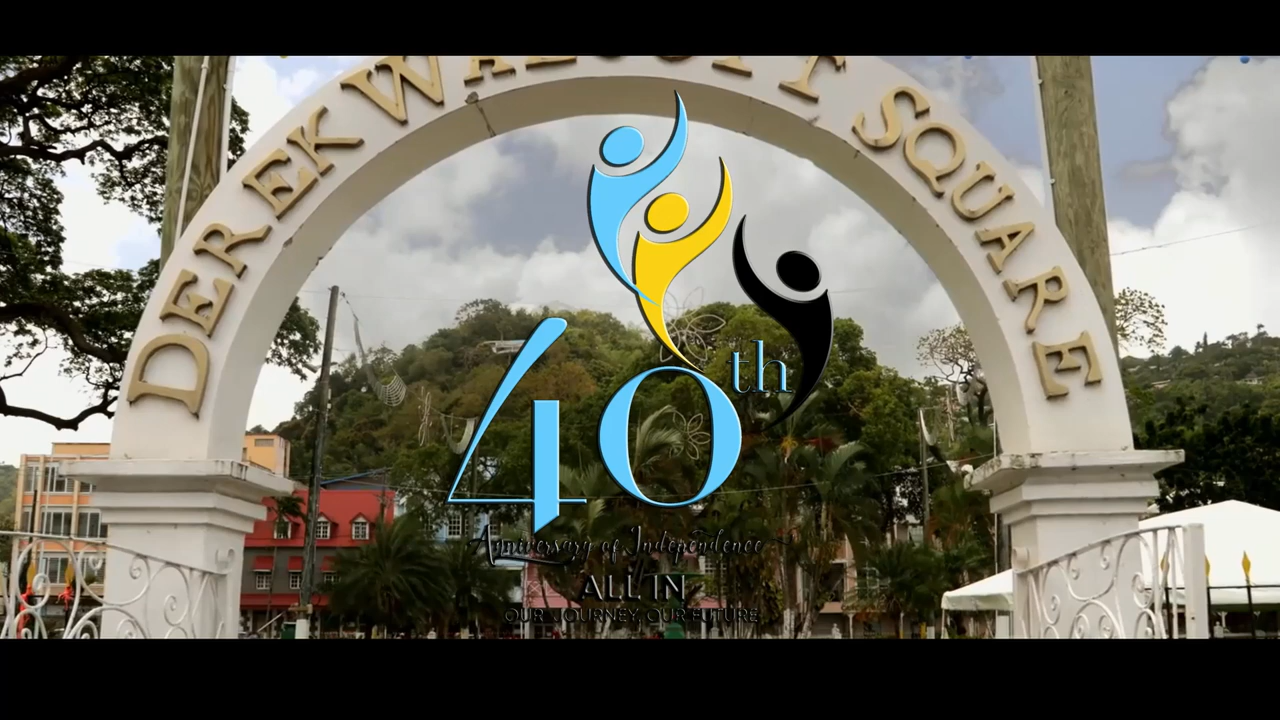 DEREK WALCOTT SQUARE
40th
Anniversary of Independence
ALL IN
OUR JOURNEY, OUR FUTURE